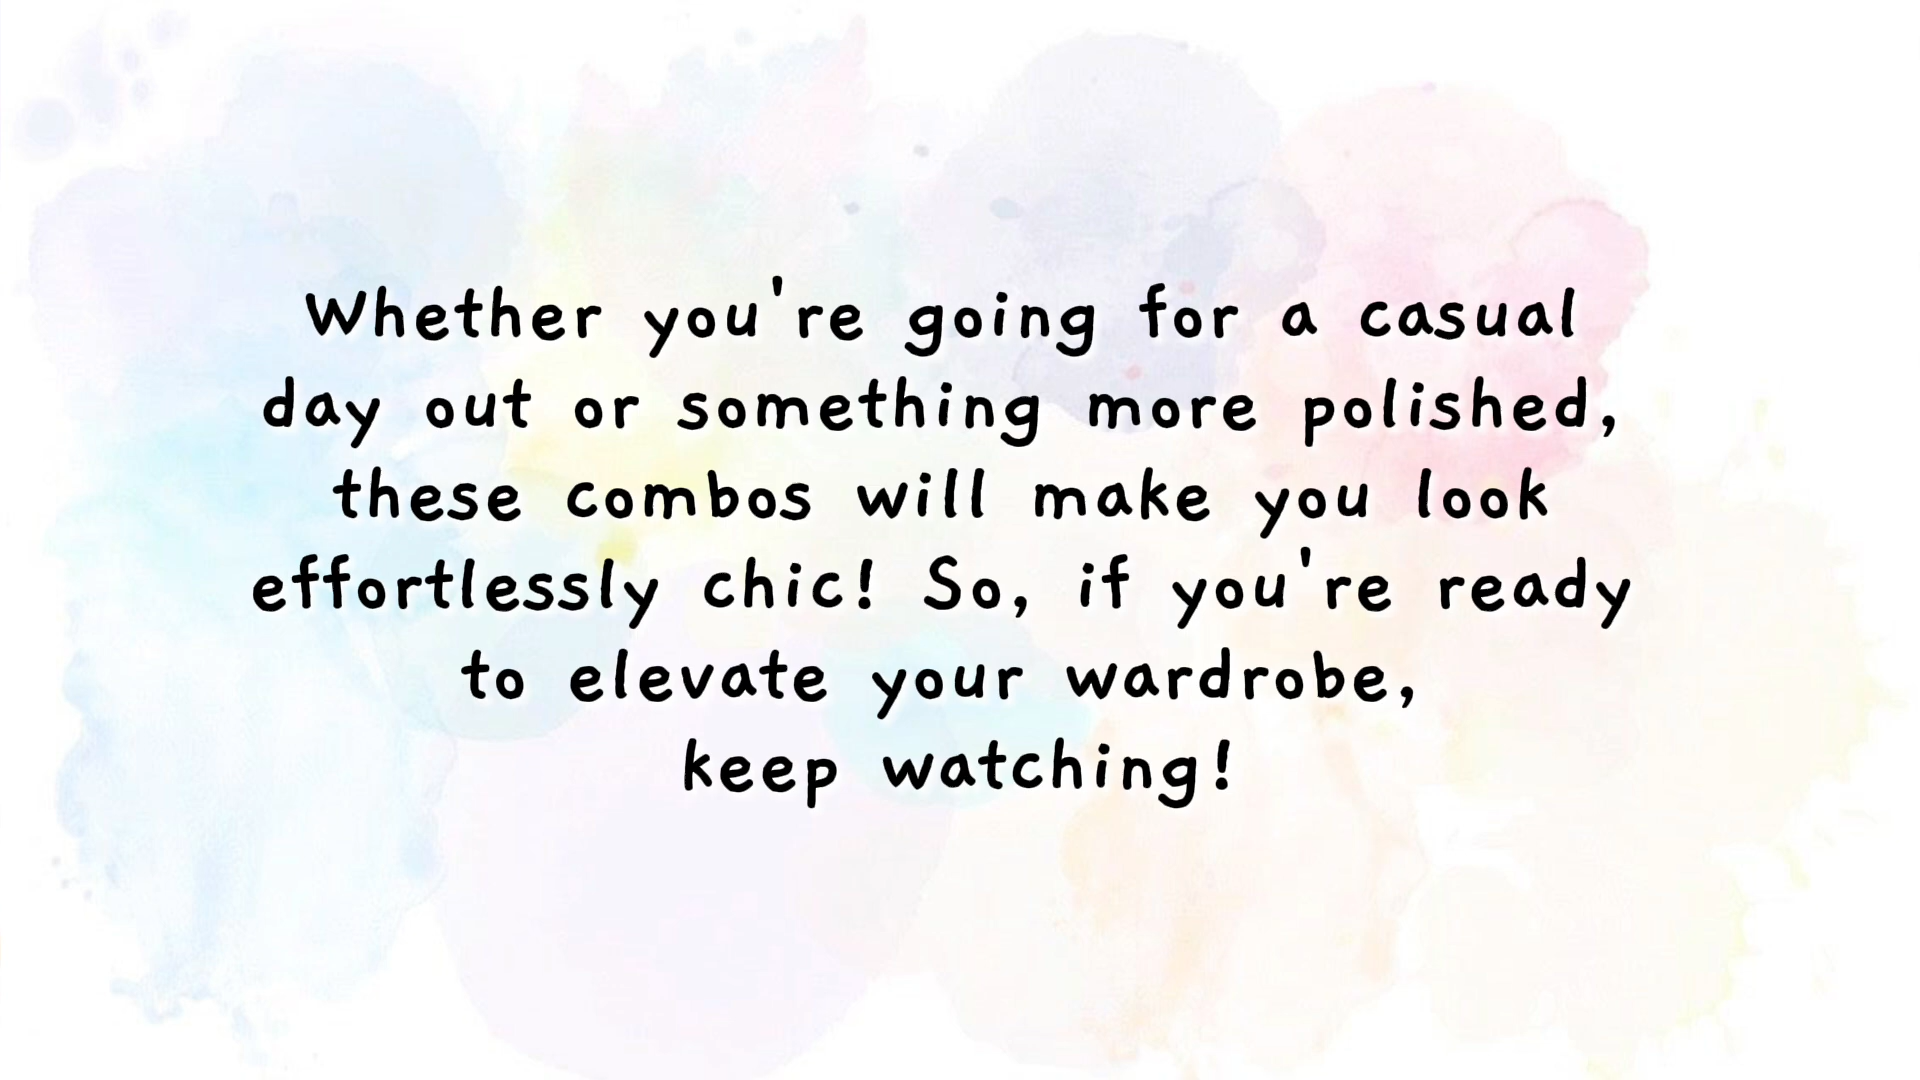 Whether you're going for a casual
day out or something more polished,
these combos will make you look
effortlessly chic! So, if you're ready
to elevate your wardrobe,
keep watching!